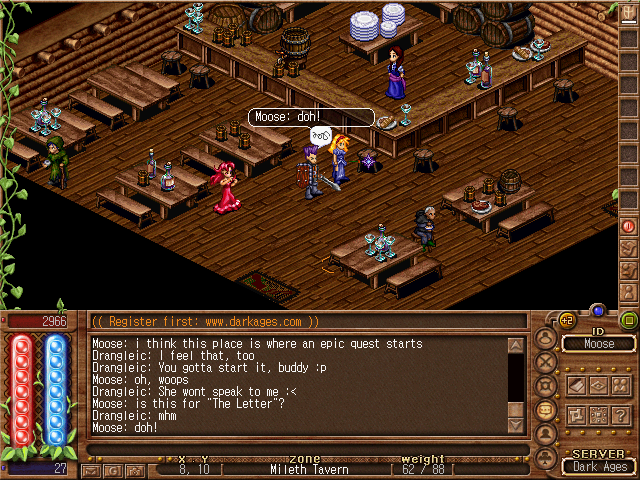 Moose: doh!
2966
(( Register first: www.darkages.com ))
Moose: i think this place is where an epic quest starts
Drangleic: I feel that, too
Drangleic: You gotta start it, buddy :p
Moose: oh, woops
Drangleic: She wont speak to me :<
Moose: is this for "The Letter"?
Drangleic: mhm
Moose: doh!
+2
ID
Moose
?
SERVER
Dark Ages
x y zone weight
27
8, 10 [ Mileth Tavern ] 62 / 88 [